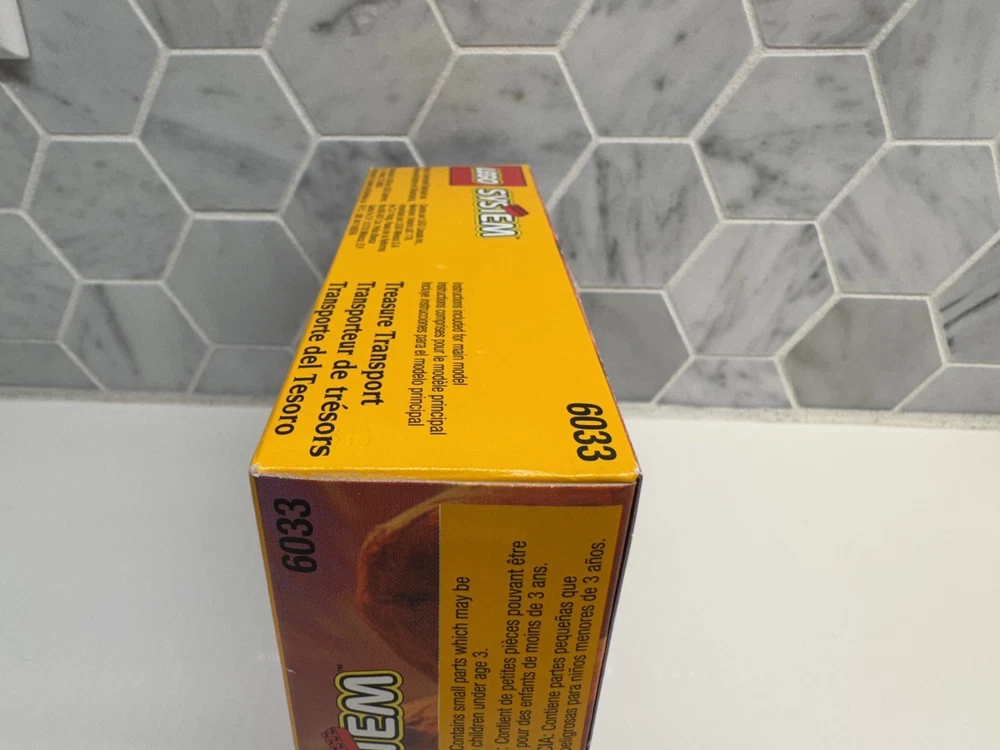 LEGO SYSTEM
Instructions included for main model
Instructions comprises pour le modèle principal
Incluye instrucciones para el modelo principal
6033
Treasure Transport
Transporteur de trésors
Transporte del Tesoro
6033
Contains small parts which may be
children under age 3.
: Contient de petites pièces pouvant être
pour des enfants de moins de 3 ans.
CIA: Contiene partes pequeñas que
peligrosas para niños menores de 3 años.
TEM